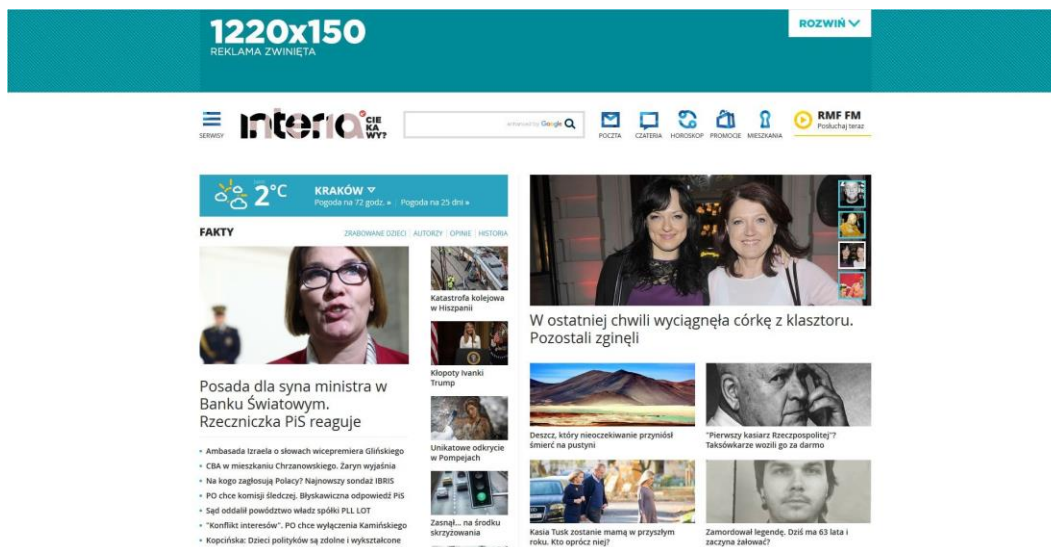 1220x150
REKLAMA ZWINIĘTA
ROZWIŃ
SERWISY
interia
CIE
KA
WY?
enhanced by Google
POCZTA
CZATERIA
HOROSKOP
PROMOCJE
MIESZKANIA
RMF FM
Posłuchaj teraz
2°C
KRAKÓW
Pogoda na 72 godz. » | Pogoda na 25 dni »
FAKTY
ZRABOWANE DZIECI | AUTORZY | OPINIE | HISTORIA
Posada dla syna ministra w
Banku Światowym.
Rzeczniczka PiS reaguje
• Ambasada Izraela o słowach wicepremiera Glińskiego
• CBA w mieszkaniu Chrzanowskiego. Żaryn wyjaśnia
• Na kogo zagłosują Polacy? Najnowszy sondaż IBRIS
• PO chce komisji śledczej. Błyskawiczna odpowiedź PiS
• Sąd oddalił powództwo władz spółki PLL LOT
• "Konflikt interesów". PO chce wyłączenia Kamińskiego
• Kopcińska: Dzieci polityków są zdolne i wykształcone
Katastrofa kolejowa
w Hiszpanii
Kłopoty Ivanki
Trump
Unikatowe odkrycie
w Pompejach
Zasnął... na środku
skrzyżowania
W ostatniej chwili wyciągnęła córkę z klasztoru.
Pozostali zginęli
Deszcz, który nieoczekiwanie przyniósł
śmierć na pustyni
"Pierwszy kasiarz Rzeczpospolitej"?
Taksówkarze wozili go za darmo
Kasia Tusk zostanie mamą w przyszłym
roku. Kto oprócz niej?
Zamordował legendę. Dziś ma 63 lata i
zaczyna żałować?